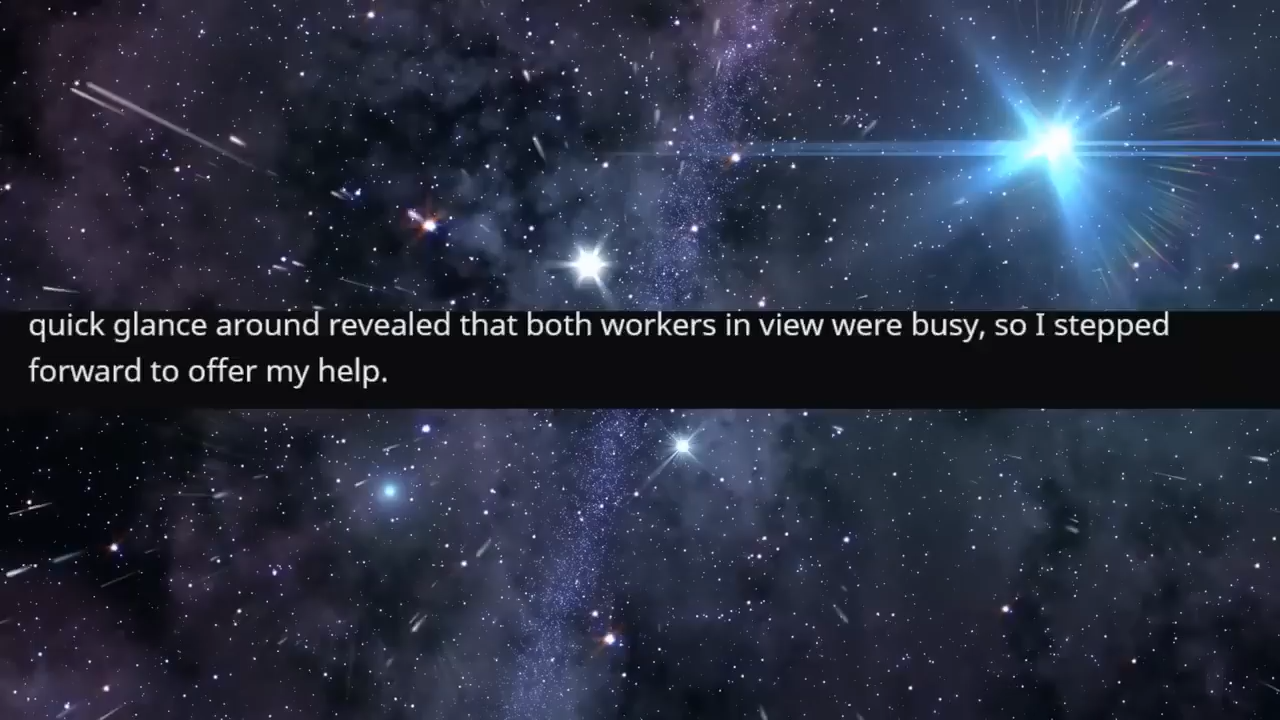 quick glance around revealed that both workers in view were busy, so I stepped
forward to offer my help.